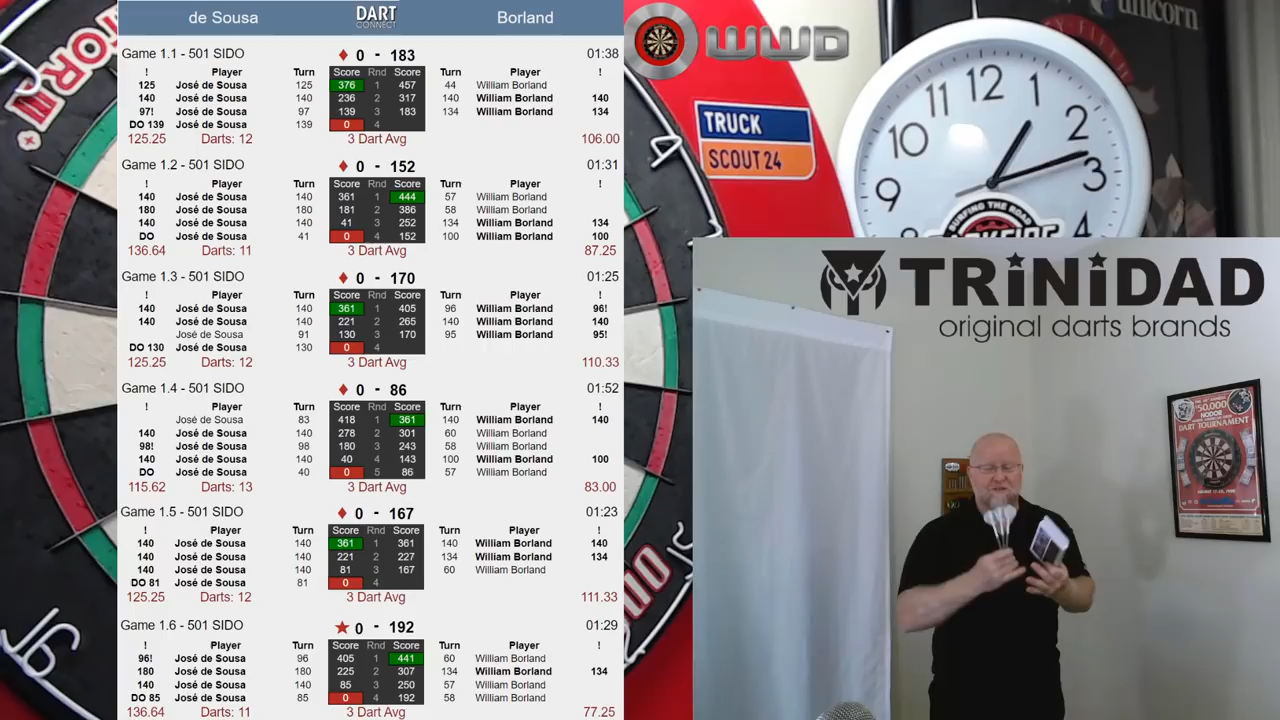 de Sousa DART CONNECT Borland
Game 1.1 - 501 SIDO ♦ 0 - 183 01:38
! Player Turn Score Rnd Score Turn Player !
125 José de Sousa 125 376 1 457 44 William Borland
140 José de Sousa 140 236 2 317 140 William Borland 140
97! José de Sousa 97 139 3 183 134 William Borland 134
DO 139 José de Sousa 139 0 4
125.25 Darts: 12 3 Dart Avg 106.00
Game 1.2 - 501 SIDO ♦ 0 - 152 01:31
! Player Turn Score Rnd Score Turn Player !
140 José de Sousa 140 361 1 444 57 William Borland
180 José de Sousa 180 181 2 386 58 William Borland
140 José de Sousa 140 41 3 252 134 William Borland 134
DO José de Sousa 41 0 4 152 100 William Borland 100
136.64 Darts: 11 3 Dart Avg 87.25
Game 1.3 - 501 SIDO ♦ 0 - 170 01:25
! Player Turn Score Rnd Score Turn Player !
140 José de Sousa 140 361 1 405 96 William Borland 96!
140 José de Sousa 140 221 2 265 140 William Borland 140
José de Sousa 91 130 3 170 95 William Borland 95!
DO 130 José de Sousa 130 0 4
125.25 Darts: 12 3 Dart Avg 110.33
Game 1.4 - 501 SIDO ♦ 0 - 86 01:52
! Player Turn Score Rnd Score Turn Player !
José de Sousa 83 418 1 361 140 William Borland 140
140 José de Sousa 140 278 2 301 60 William Borland
98! José de Sousa 98 180 3 243 58 William Borland
140 José de Sousa 140 40 4 143 100 William Borland 100
DO José de Sousa 40 0 5 86 57 William Borland
115.62 Darts: 13 3 Dart Avg 83.00
Game 1.5 - 501 SIDO ♦ 0 - 167 01:23
! Player Turn Score Rnd Score Turn Player !
140 José de Sousa 140 361 1 361 140 William Borland 140
140 José de Sousa 140 221 2 227 134 William Borland 134
140 José de Sousa 140 81 3 167 60 William Borland
DO 81 José de Sousa 81 0 4
125.25 Darts: 12 3 Dart Avg 111.33
Game 1.6 - 501 SIDO ★ 0 - 192 01:29
! Player Turn Score Rnd Score Turn Player !
96! José de Sousa 96 405 1 441 60 William Borland
180 José de Sousa 180 225 2 307 134 William Borland 134
140 José de Sousa 140 85 3 250 57 William Borland
DO 85 José de Sousa 85 0 4 192 58 William Borland
136.64 Darts: 11 3 Dart Avg 77.25
WWD
unicorn
TRUCK
SCOUT24
12
11 1
10 2
9 3
4
SURFING THE ROAD
TRINIDAD
original darts brands
$50,000
NODOR
DART TOURNAMENT